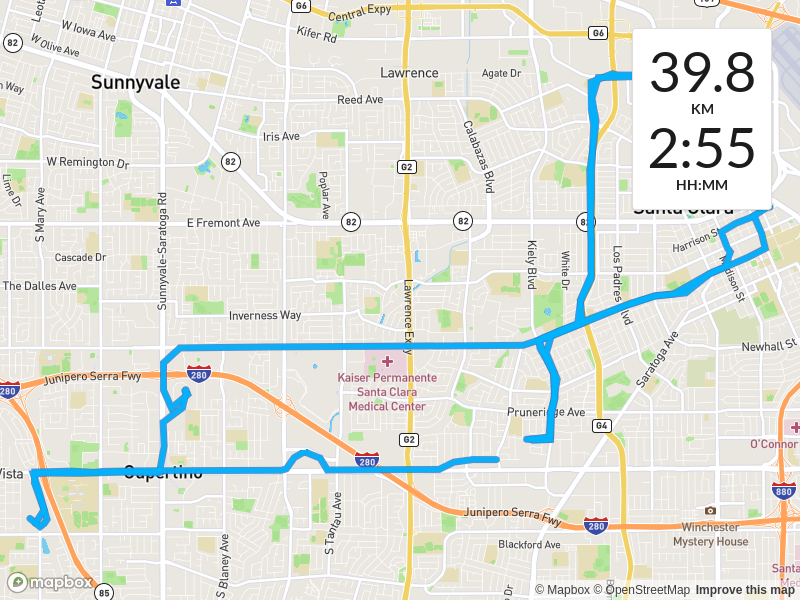 G6
Central Expy
Kifer Rd
G6
101
82
W Iowa Ave
W Olive Ave
Sunnyvale
Lawrence
Agate Dr
39.8
KM
2:55
HH:MM
Reed Ave
Calabazas Blvd
Iris Ave
W Remington Dr
82
G2
Lime Dr
S Mary Ave
Poplar Ave
Sunnyvale-Saratoga Rd
E Fremont Ave
82
82
82
Santa Clara
Harrison St
Cascade Dr
Kiely Blvd
White Dr
Los Padres Blvd
Madison St
The Dalles Ave
Lawrence Expy
Inverness Way
Saratoga Ave
Newhall St
280
Junipero Serra Fwy
280
Kaiser Permanente
Santa Clara
Medical Center
Pruneridge Ave
G4
G2
O'Connor
Vista
Cupertino
280
880
S Tantau Ave
Junipero Serra Fwy
280
Winchester
Mystery House
S Blaney Ave
Blackford Ave
Santa
85
mapbox
© Mapbox © OpenStreetMap Improve this map